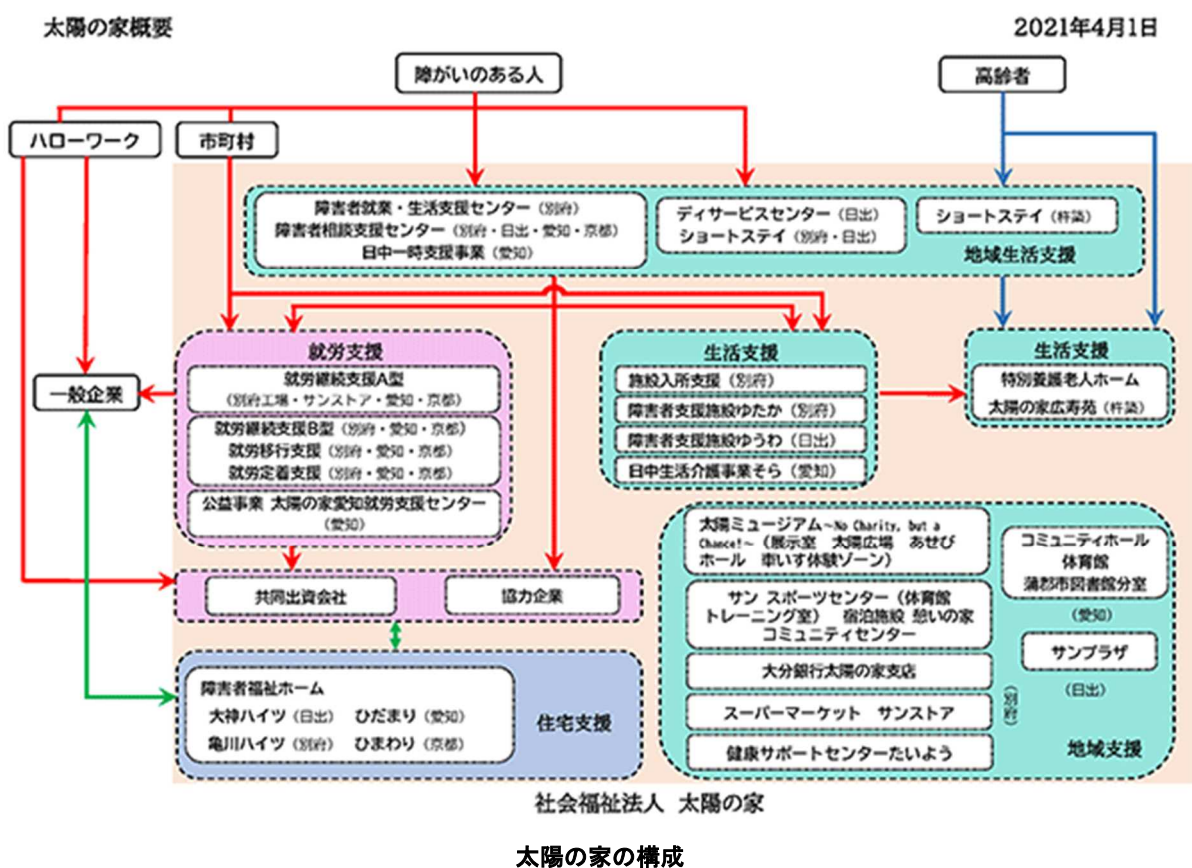 太陽の家概要
2021年4月1日
障がいのある人
高齢者
ハローワーク
市町村
障害者就業・生活支援センター（別府）
障害者相談支援センター（別府・日出・愛知・京都）
日中一時支援事業（愛知）
ディサービスセンター（日出）
ショートステイ（別府・日出）
ショートステイ（杵築）
地域生活支援
就労支援
就労継続支援A型
（別府工場・サンストア・愛知・京都）
就労継続支援B型（別府・愛知・京都）
就労移行支援（別府・愛知・京都）
就労定着支援（別府・愛知・京都）
公益事業 太陽の家愛知就労支援センター
（愛知）
一般企業
生活支援
施設入所支援（別府）
障害者支援施設ゆたか（別府）
障害者支援施設ゆうわ（日出）
日中生活介護事業そら（愛知）
生活支援
特別養護老人ホーム
太陽の家広寿苑（杵築）
共同出資会社
協力企業
障害者福祉ホーム
大神ハイツ（日出） ひだまり（愛知）
亀川ハイツ（別府） ひまわり（京都）
住宅支援
太陽ミュージアム～No Charity, but a
Chance!～（展示室 太陽広場 あせび
ホール 車いす体験ゾーン）
サン スポーツセンター（体育館
トレーニング室） 宿泊施設 憩いの家
コミュニティセンター
大分銀行太陽の家支店
スーパーマーケット サンストア
健康サポートセンターたいよう
（別府）
コミュニティホール
体育館
蒲郡市図書館分室
（愛知）
サンプラザ
（日出）
地域支援
社会福祉法人 太陽の家
太陽の家の構成